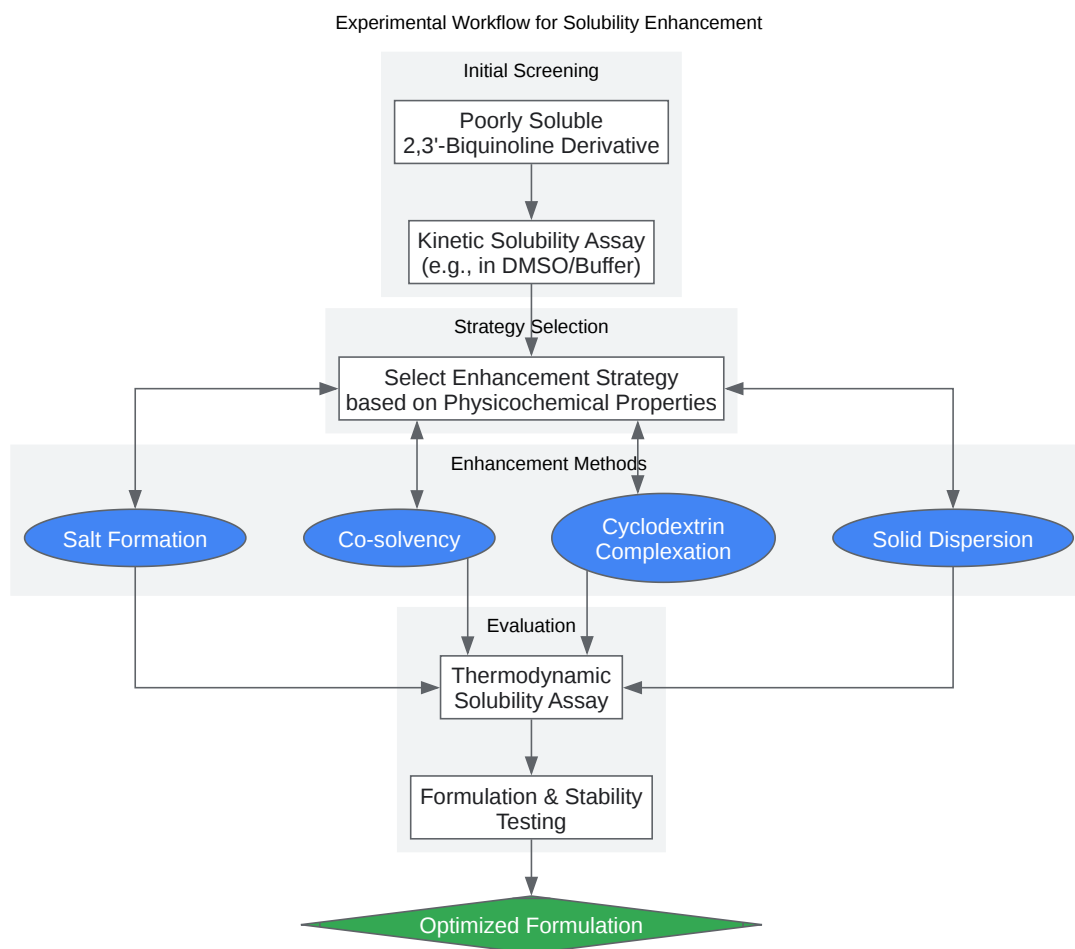 Experimental Workflow for Solubility Enhancement
Initial Screening
Poorly Soluble
2,3'-Biquinoline Derivative
Kinetic Solubility Assay
(e.g., in DMSO/Buffer)
Strategy Selection
Select Enhancement Strategy
based on Physicochemical Properties
Enhancement Methods
Salt Formation
Co-solvency
Cyclodextrin
Complexation
Solid Dispersion
Evaluation
Thermodynamic
Solubility Assay
Formulation & Stability
Testing
Optimized Formulation